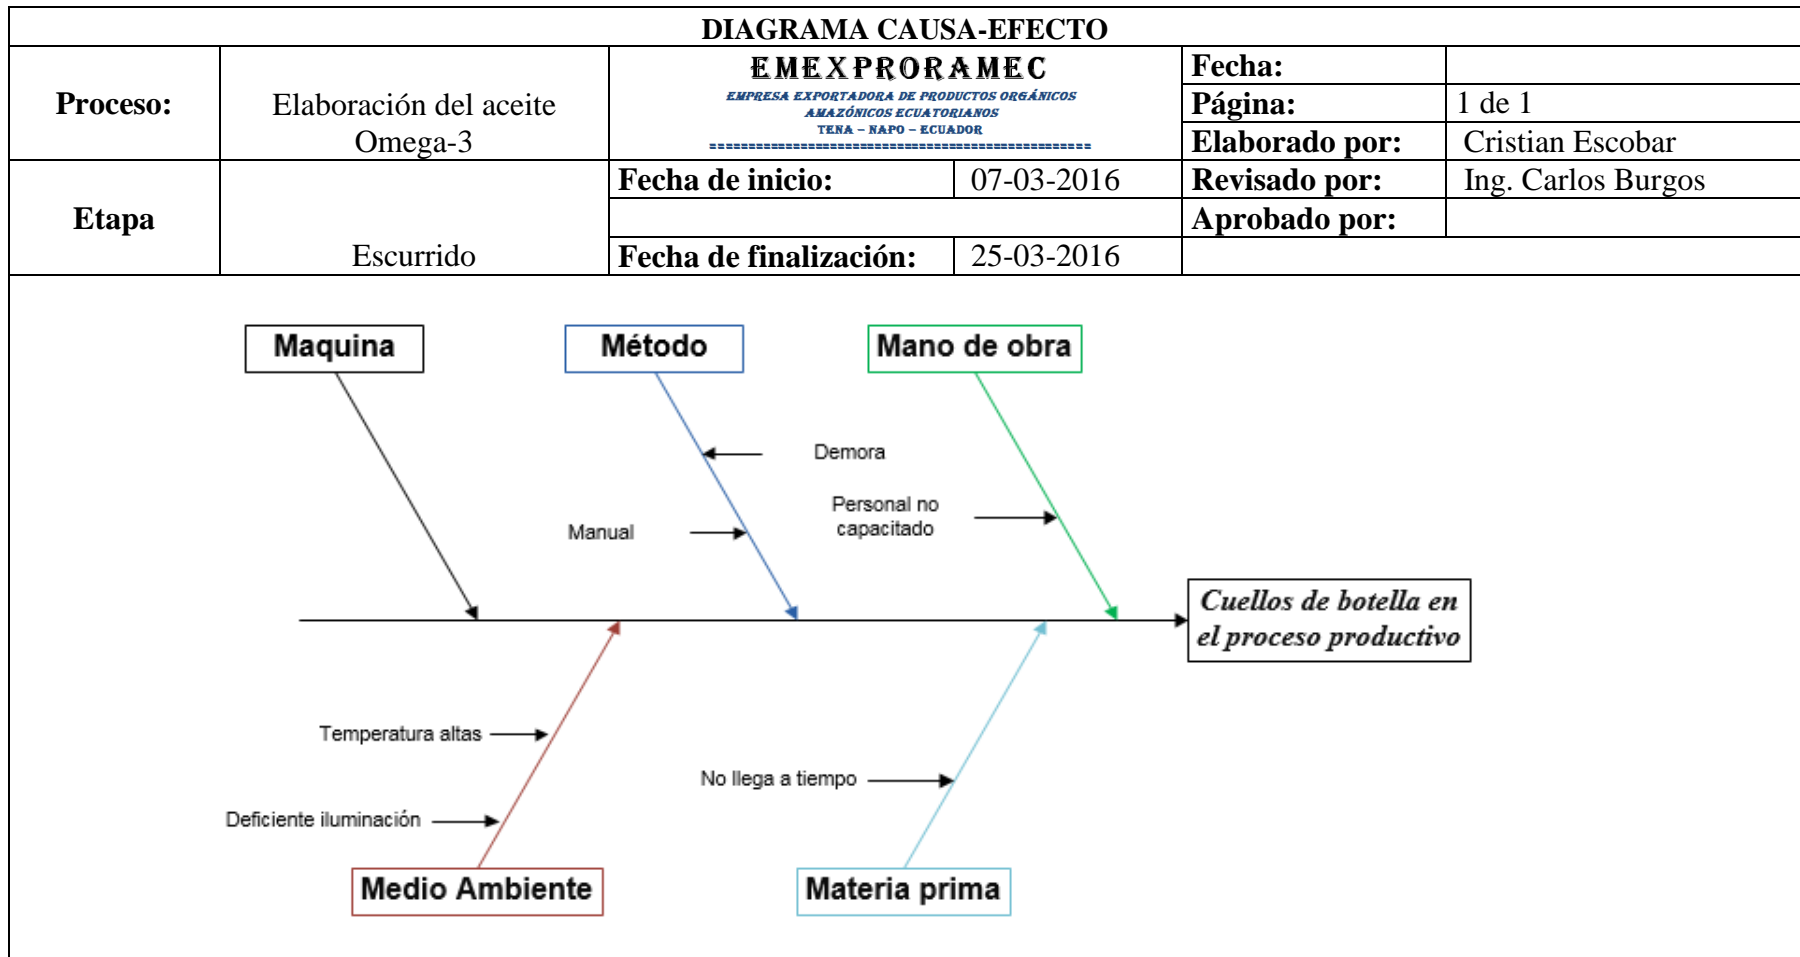 DIAGRAMA CAUSA-EFECTO
Proceso:
Elaboración del aceite
Omega-3
EMEXPRORAMEC
EMPRESA EXPORTADORA DE PRODUCTOS ORGÁNICOS
AMAZÓNICOS ECUATORIANOS
TENA – NAPO – ECUADOR
Fecha:
Página: 1 de 1
Elaborado por: Cristian Escobar
Etapa
Escurrido
Fecha de inicio: 07-03-2016
Revisado por: Ing. Carlos Burgos
Aprobado por:
Fecha de finalización: 25-03-2016
Maquina
Método
Mano de obra
Demora
Personal no
capacitado
Manual
Cuellos de botella en
el proceso productivo
Temperatura altas
No llega a tiempo
Deficiente iluminación
Medio Ambiente
Materia prima